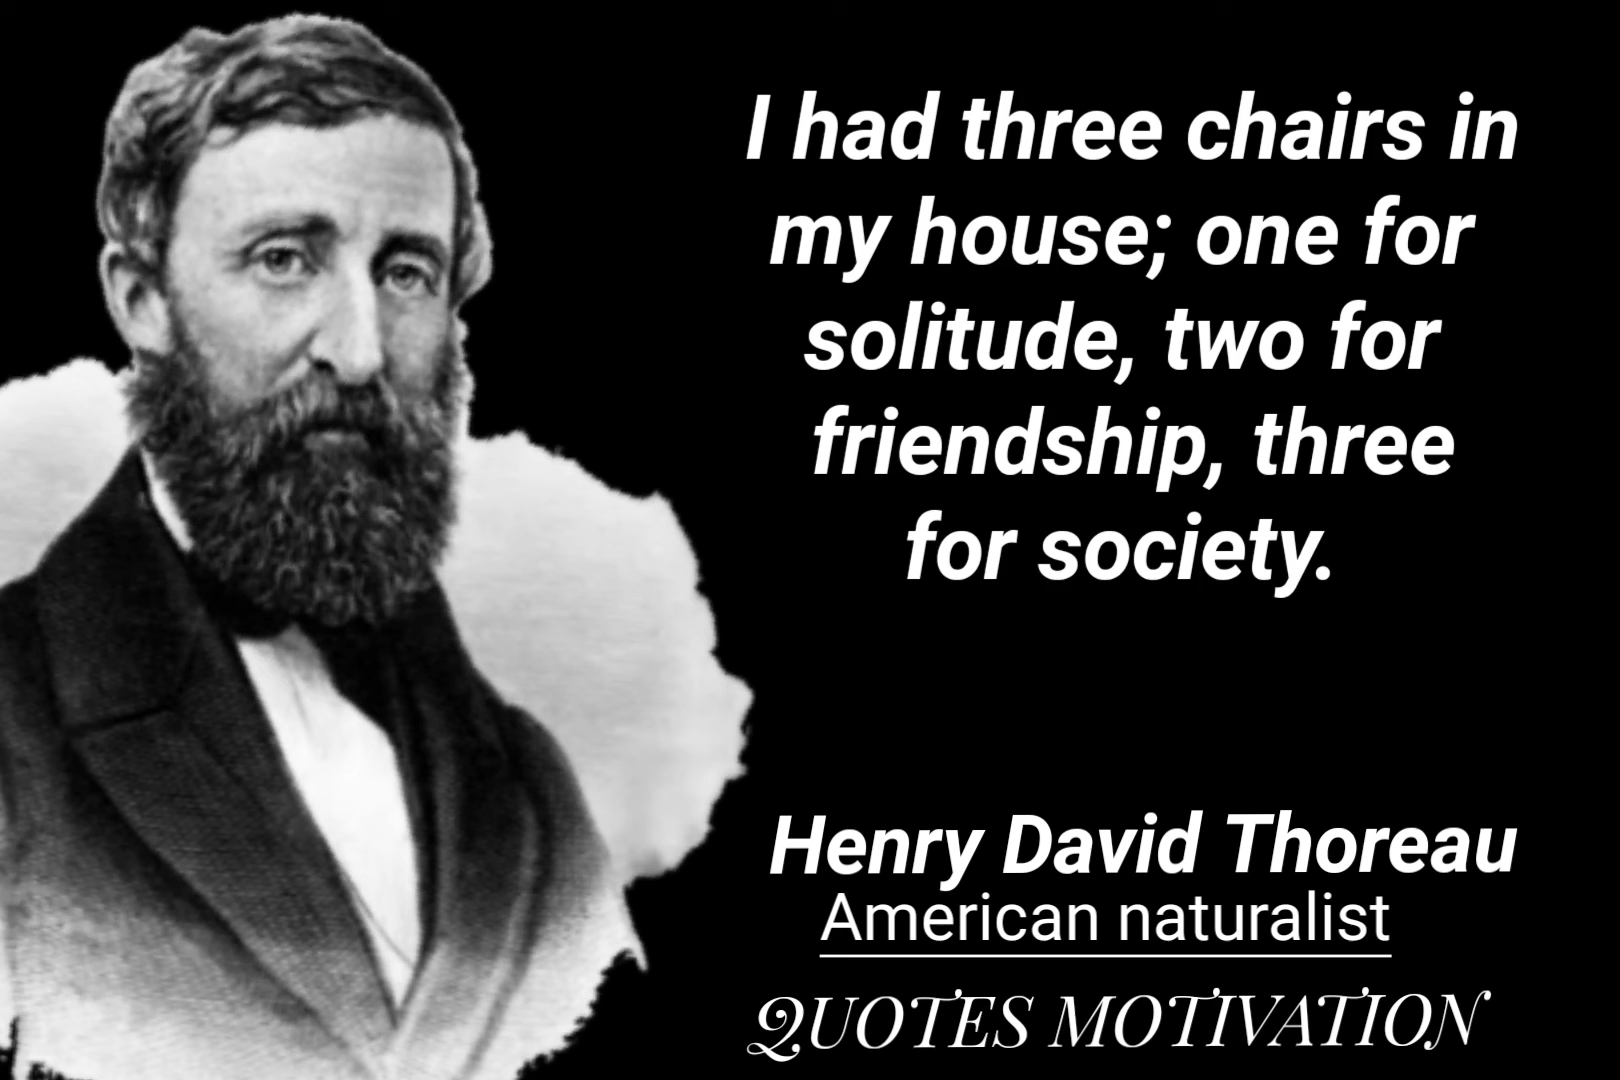 I had three chairs in
my house; one for
solitude, two for
friendship, three
for society.
Henry David Thoreau
American naturalist
QUOTES MOTIVATION